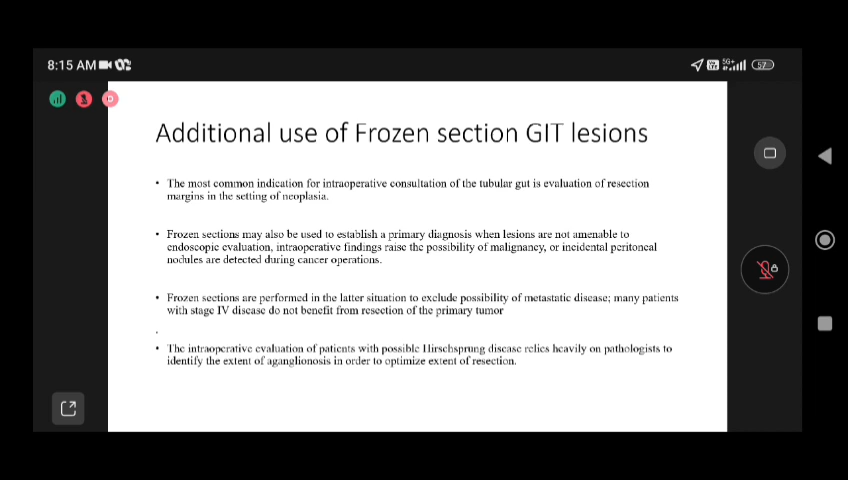 8:15 AM
5G+
57
Additional use of Frozen section GIT lesions
• The most common indication for intraoperative consultation of the tubular gut is evaluation of resection
margins in the setting of neoplasia.
• Frozen sections may also be used to establish a primary diagnosis when lesions are not amenable to
endoscopic evaluation, intraoperative findings raise the possibility of malignancy, or incidental peritoneal
nodules are detected during cancer operations.
• Frozen sections are performed in the latter situation to exclude possibility of metastatic disease; many patients
with stage IV disease do not benefit from resection of the primary tumor
.
• The intraoperative evaluation of patients with possible Hirschsprung disease relies heavily on pathologists to
identify the extent of aganglionosis in order to optimize extent of resection.